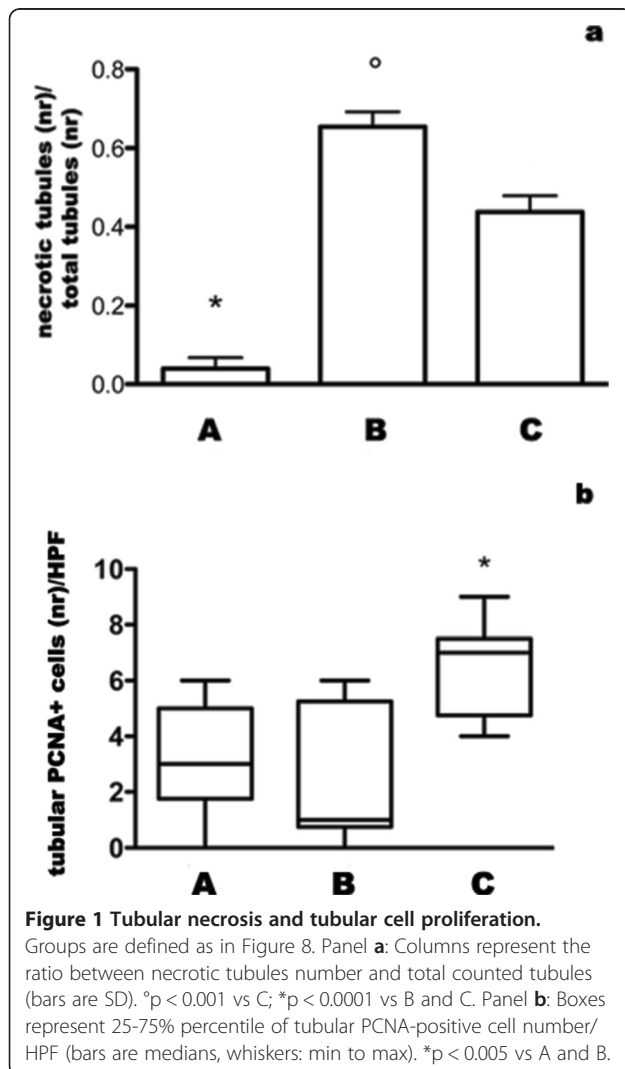 a
necrotic tubules (nr)/
total tubules (nr)
0.8
0.6
0.4
0.2
0.0
*
°
A B C
b
tubular PCNA+ cells (nr)/HPF
10
8
6
4
2
0
*
A B C
Figure 1 Tubular necrosis and tubular cell proliferation.
Groups are defined as in Figure 8. Panel a: Columns represent the
ratio between necrotic tubules number and total counted tubules
(bars are SD). °p < 0.001 vs C; *p < 0.0001 vs B and C. Panel b: Boxes
represent 25-75% percentile of tubular PCNA-positive cell number/
HPF (bars are medians, whiskers: min to max). *p < 0.005 vs A and B.